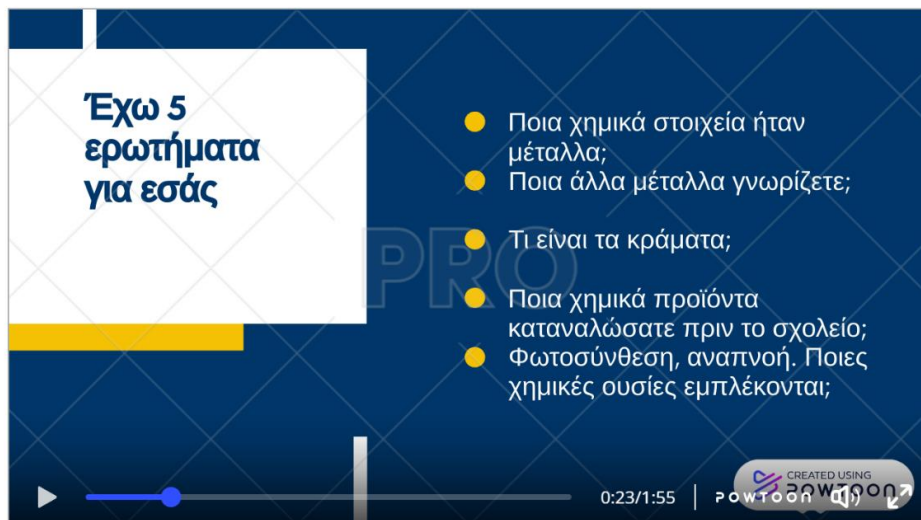 Έχω 5
ερωτήματα
για εσάς
Ποια χημικά στοιχεία ήταν
μέταλλα;
Ποια άλλα μέταλλα γνωρίζετε;
Τι είναι τα κράματα;
Ποια χημικά προϊόντα
καταναλώσατε πριν το σχολείο;
Φωτοσύνθεση, αναπνοή. Ποιες
χημικές ουσίες εμπλέκονται;
PRO
0:23/1:55
POWTOON
CREATED USING
POWTOON